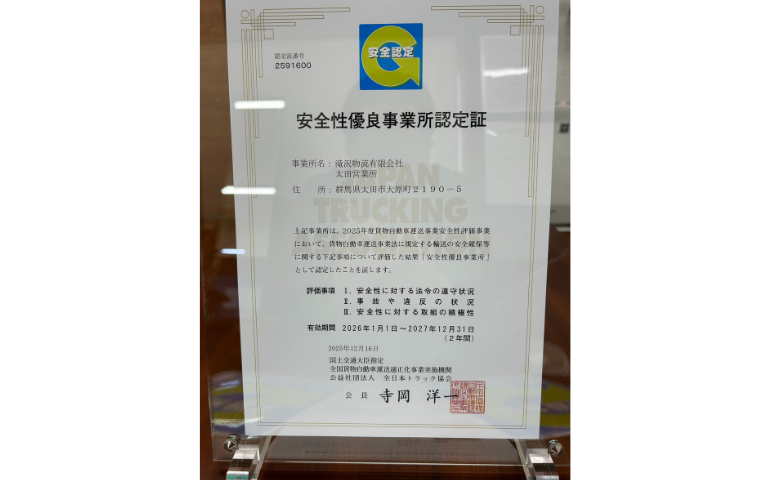 安全認定
G
認定証番号
2591600
安全性優良事業所認定証
事業所名：滝沢物流有限会社
太田営業所
住　所：群馬県太田市大原町２１９０－５
JAPAN
TRUCKING
上記事業所は、2025年度貨物自動車運送事業安全性評価事業
において、貨物自動車運送事業法に規定する輸送の安全確保等
に関する下記事項について評価した結果「安全性優良事業所」
として認定したことを証します。
評価事項　Ⅰ．安全性に対する法令の遵守状況
Ⅱ．事故や違反の状況
Ⅲ．安全性に対する取組の積極性
有効期間　2026年1月1日～2027年12月31日
（２年間）
2025年12月16日
国土交通大臣指定
全国貨物自動車運送適正化事業実施機関
公益社団法人　全日本トラック協会
会長　寺岡　洋一